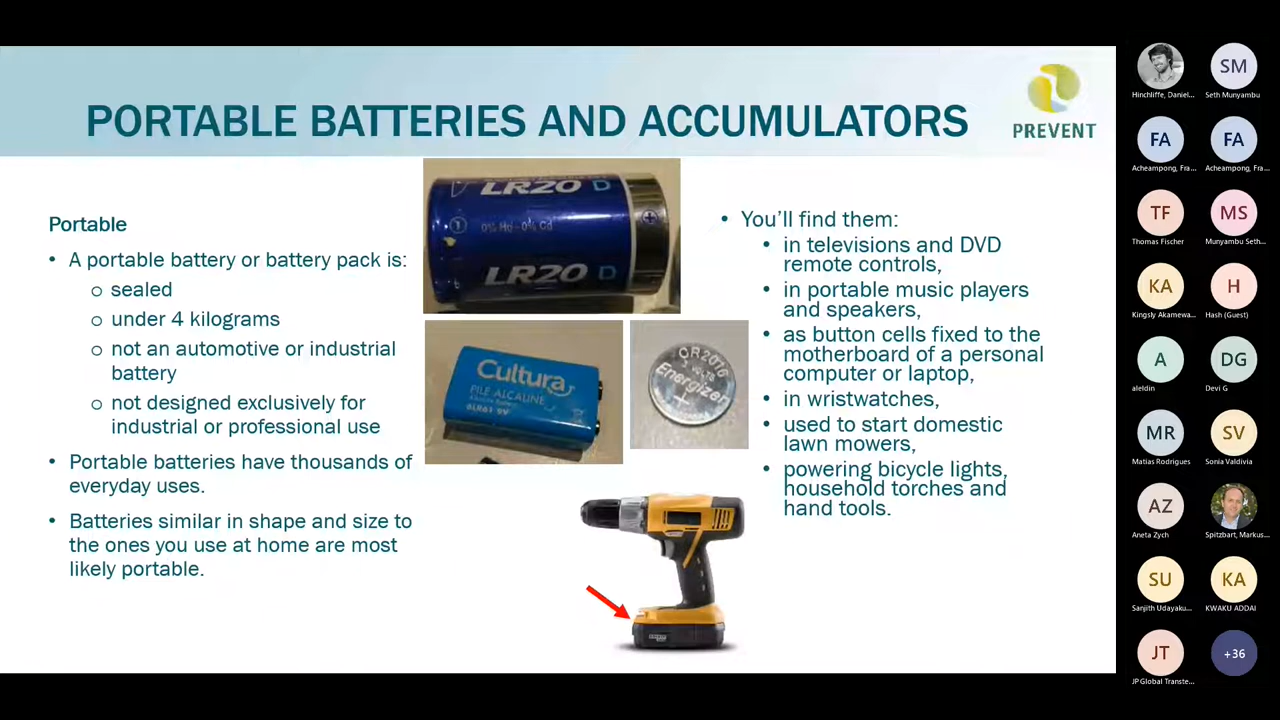 PORTABLE BATTERIES AND ACCUMULATORS
PREVENT
Portable
• A portable battery or battery pack is:
o sealed
o under 4 kilograms
o not an automotive or industrial
battery
o not designed exclusively for
industrial or professional use
• Portable batteries have thousands of
everyday uses.
• Batteries similar in shape and size to
the ones you use at home are most
likely portable.
LR20 D
0% Hg-0% Cd
LR20 D
Cultura
PILE ALCALINE
6LR61 9V
CR2016
3 VOLTS
Energizer
+
• You'll find them:
• in televisions and DVD
remote controls,
• in portable music players
and speakers,
• as button cells fixed to the
motherboard of a personal
computer or laptop,
• in wristwatches,
• used to start domestic
lawn mowers,
• powering bicycle lights,
household torches and
hand tools.
Hinchliffe, Daniel...
SM
Seth Munyambu
FA
Acheampong, Fra...
FA
Acheampong, Fra...
TF
Thomas Fischer
MS
Munyambu Seth...
KA
Kingsly Akamewa...
H
Hash (Guest)
A
aleldin
DG
Devi G
MR
Matias Rodrigues
SV
Sonia Valdivia
AZ
Aneta Zych
Spitzbart, Markus...
SU
Sanjith Udayaku...
KA
KWAKU ADDAI
JT
JP Global Transte...
+36